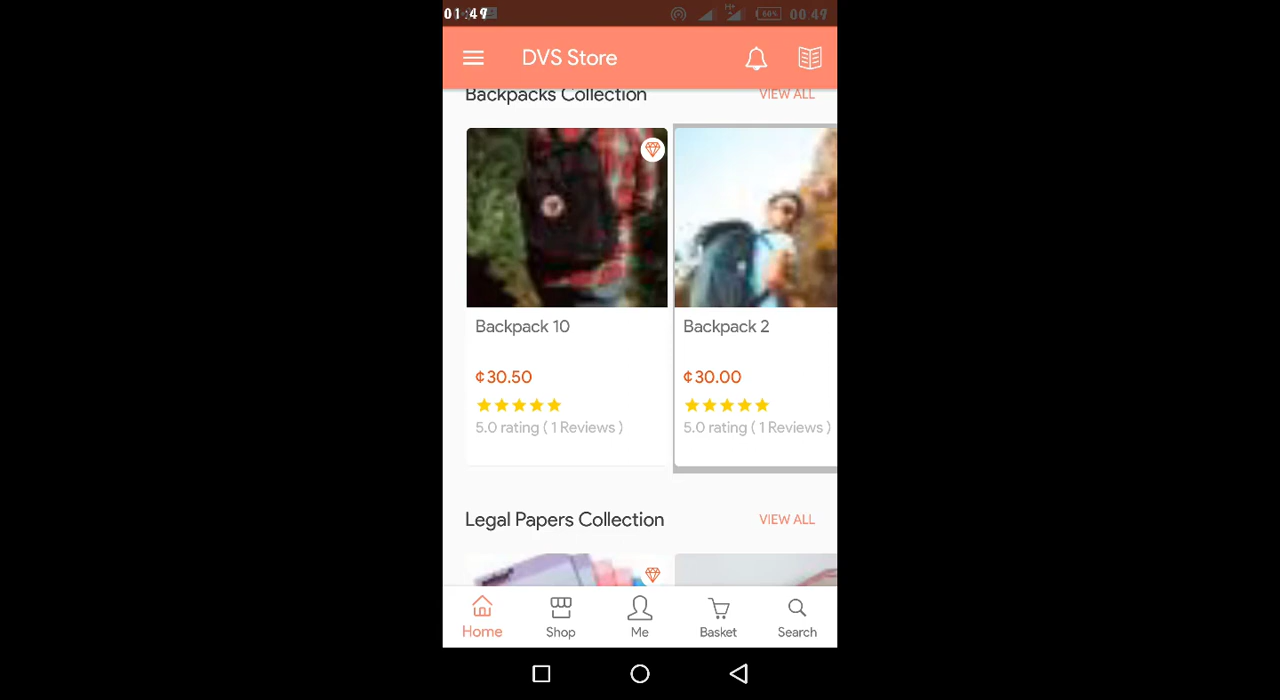 01:49
H+
60%
00:49
DVS Store
Backpacks Collection
VIEW ALL
Backpack 10
¢30.50
5.0 rating ( 1 Reviews )
Backpack 2
¢30.00
5.0 rating ( 1 Reviews )
Legal Papers Collection
VIEW ALL
Home
Shop
Me
Basket
Search